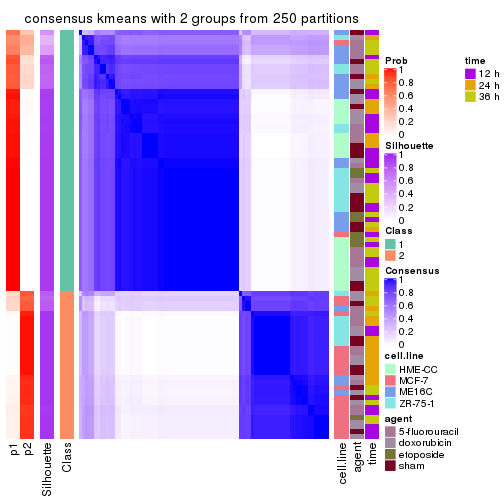 consensus kmeans with 2 groups from 250 partitions
Prob
1
0.8
0.6
0.4
0.2
0
time
12 h
24 h
36 h
Silhouette
1
0.8
0.6
0.4
0.2
0
Class
1
2
Consensus
1
0.8
0.6
0.4
0.2
0
cell.line
HME-CC
MCF-7
ME16C
ZR-75-1
agent
5-fluorouracil
doxorubicin
etoposide
sham
p1
p2
Silhouette
Class
cell.line
agent
time